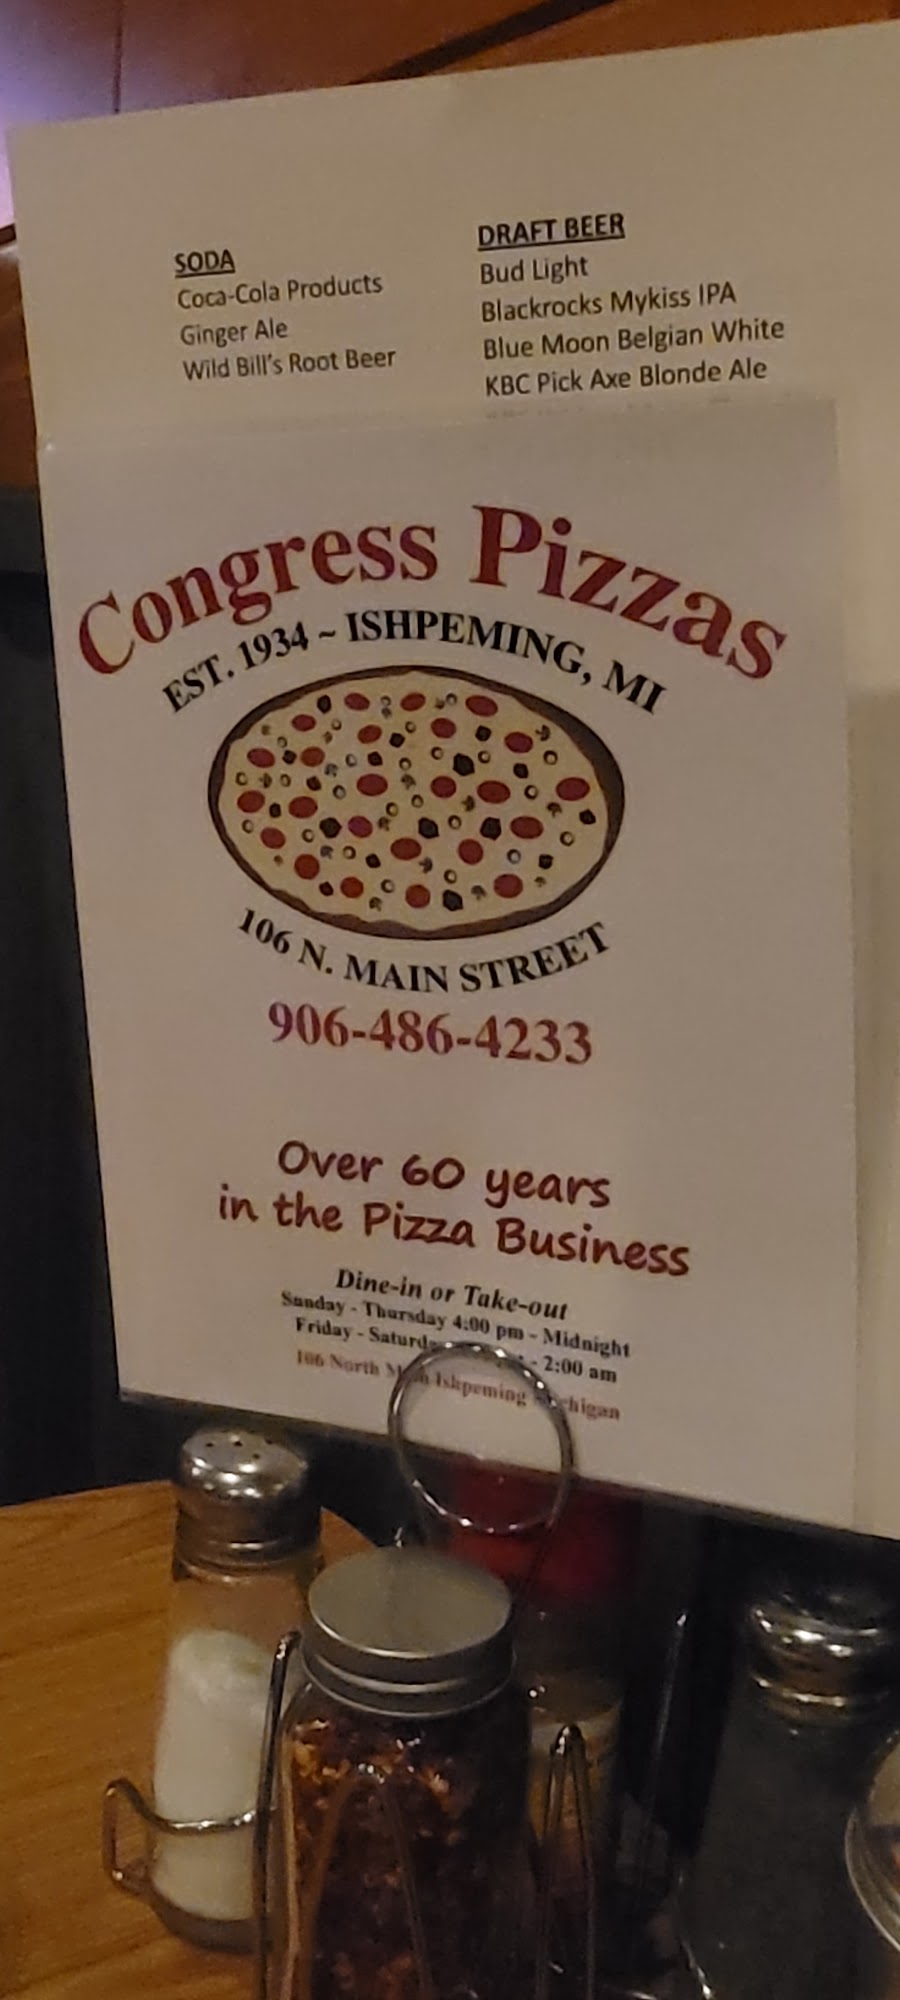 SODA
Coca-Cola Products
Ginger Ale
Wild Bill's Root Beer
DRAFT BEER
Bud Light
Blackrocks Mykiss IPA
Blue Moon Belgian White
KBC Pick Axe Blonde Ale
Congress Pizzas
EST. 1934 ~ ISHPEMING, MI
106 N. MAIN STREET
906-486-4233
Over 60 years
in the Pizza Business
Dine-in or Take-out
Sunday - Thursday 4:00 pm - Midnight
Friday - - 2:00 am
106 North Ishpeming